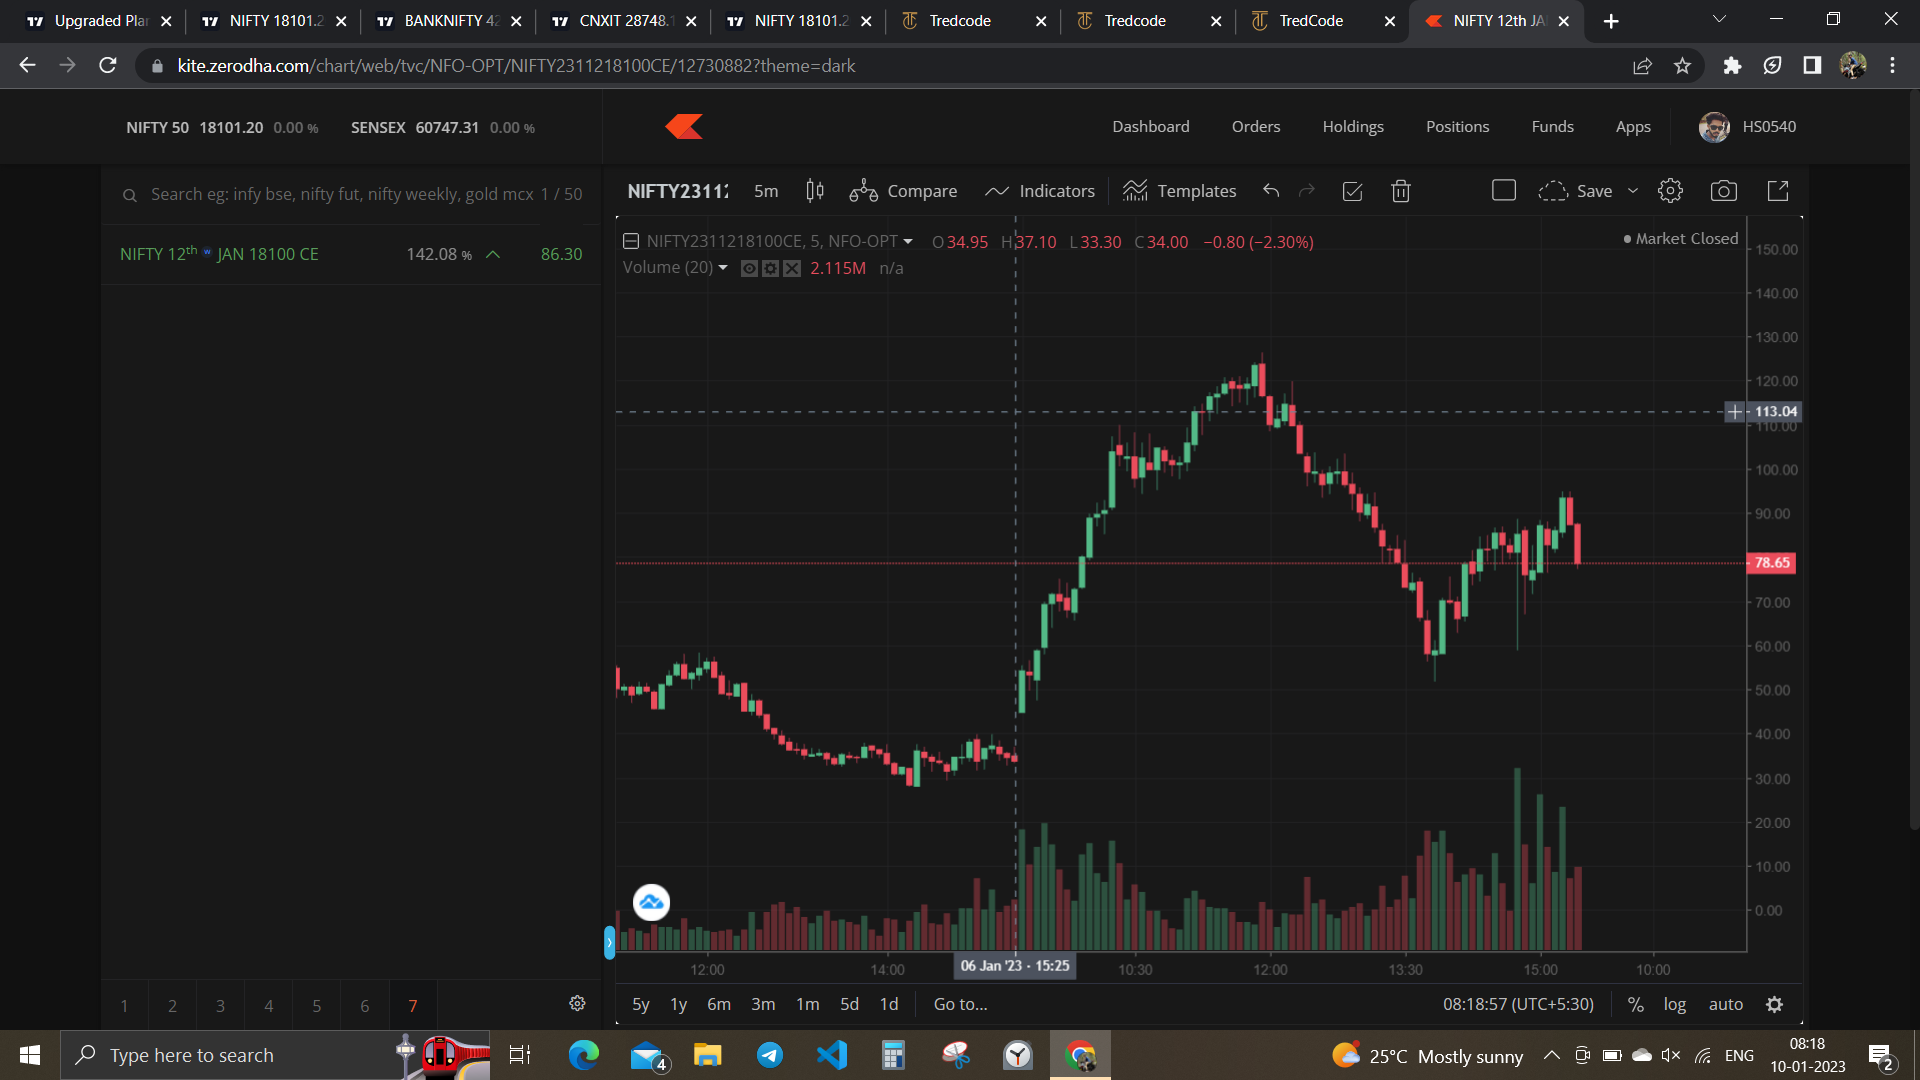 Upgraded Plan
NIFTY 18101.2
BANKNIFTY 42
CNXIT 28748.1
NIFTY 18101.2
Tredcode
Tredcode
TredCode
NIFTY 12th JA
kite.zerodha.com/chart/web/tvc/NFO-OPT/NIFTY2311218100CE/12730882?theme=dark
NIFTY 50 18101.20 0.00 %
SENSEX 60747.31 0.00 %
Dashboard
Orders
Holdings
Positions
Funds
Apps
HS0540
Search eg: infy bse, nifty fut, nifty weekly, gold mcx 1 / 50
NIFTY2311
5m
Compare
Indicators
Templates
Save
NIFTY 12th W JAN 18100 CE 142.08 % 86.30
NIFTY2311218100CE, 5, NFO-OPT O34.95 H37.10 L33.30 C34.00 −0.80 (−2.30%)
Market Closed
Volume (20) 2.115M n/a
150.00
140.00
130.00
120.00
113.04
110.00
100.00
90.00
78.65
70.00
60.00
50.00
40.00
30.00
20.00
10.00
0.00
12:00
14:00
06 Jan '23 · 15:25
10:30
12:00
13:30
15:00
10:00
1 2 3 4 5 6 7
5y 1y 6m 3m 1m 5d 1d Go to...
08:18:57 (UTC+5:30) % log auto
Type here to search
4
25°C Mostly sunny
ENG
08:18
10-01-2023
2